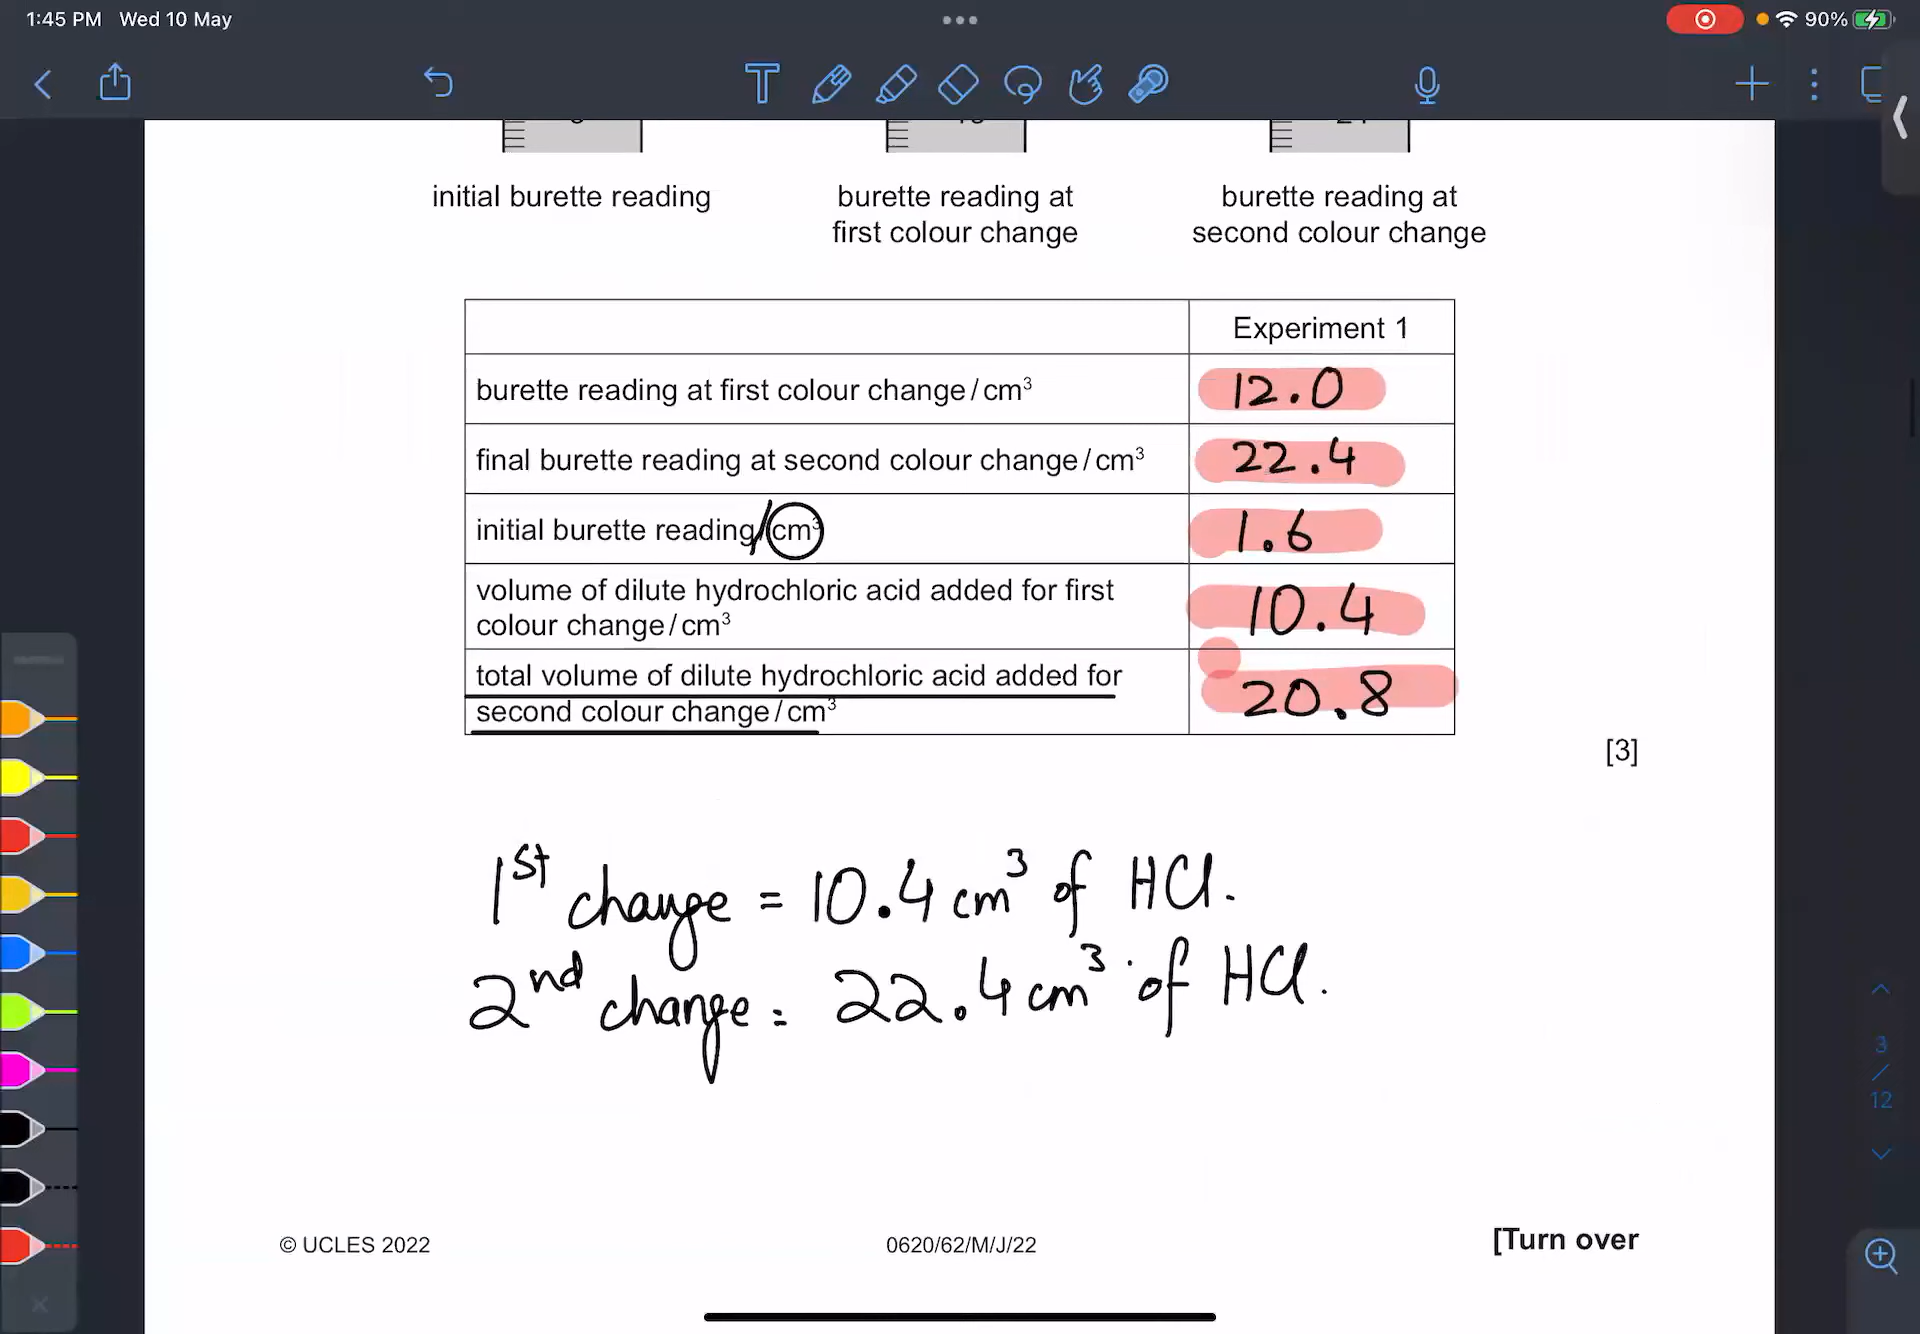 1:45 PM Wed 10 May
90%
initial burette reading
burette reading at
first colour change
burette reading at
second colour change
Experiment 1
burette reading at first colour change/cm³
12.0
final burette reading at second colour change/cm³
22.4
initial burette reading/cm³
1.6
volume of dilute hydrochloric acid added for first
colour change/cm³
10.4
total volume of dilute hydrochloric acid added for
second colour change/cm³
20.8
[3]
1st change = 10.4 cm³ of HCl.
2nd change = 22.4 cm³ of HCl.
3
/
12
© UCLES 2022
0620/62/M/J/22
[Turn over